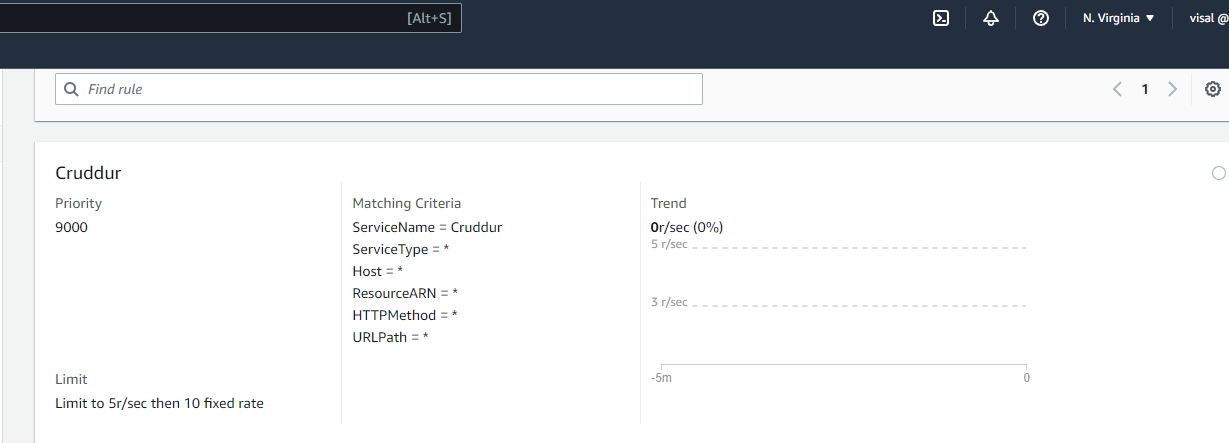 [Alt+S]
N. Virginia
visal @
Find rule
1
Cruddur
Priority
9000
Matching Criteria
ServiceName = Cruddur
ServiceType = *
Host = *
ResourceARN = *
HTTPMethod = *
URLPath = *
Trend
0r/sec (0%)
5 r/sec
3 r/sec
-5m
0
Limit
Limit to 5r/sec then 10 fixed rate